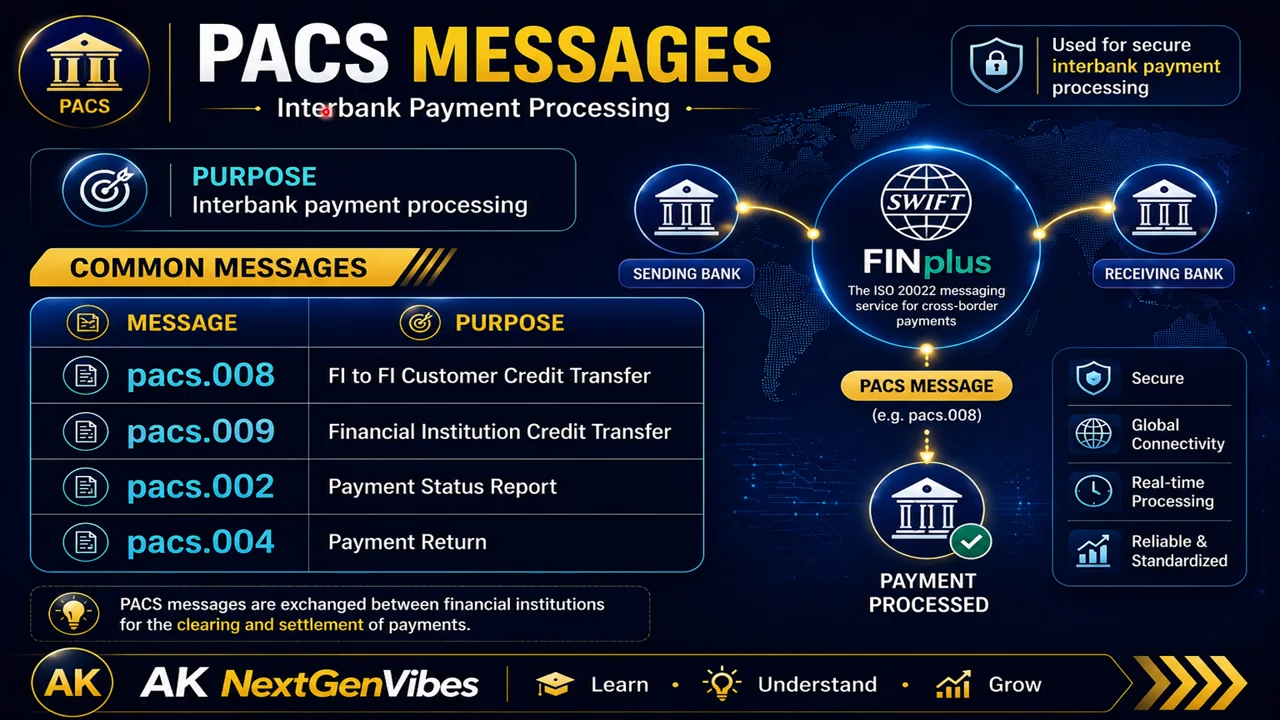 PACS
PACS MESSAGES
Interbank Payment Processing
Used for secure
interbank payment
processing
PURPOSE
Interbank payment processing
COMMON MESSAGES
MESSAGE PURPOSE
pacs.008 FI to FI Customer Credit Transfer
pacs.009 Financial Institution Credit Transfer
pacs.002 Payment Status Report
pacs.004 Payment Return
PACS messages are exchanged between financial institutions
for the clearing and settlement of payments.
SENDING BANK
SWIFT
FINplus
The ISO 20022 messaging
service for cross-border
payments
RECEIVING BANK
PACS MESSAGE
(e.g. pacs.008)
PAYMENT
PROCESSED
Secure
Global
Connectivity
Real-time
Processing
Reliable &
Standardized
AK AK NextGenVibes Learn • Understand • Grow